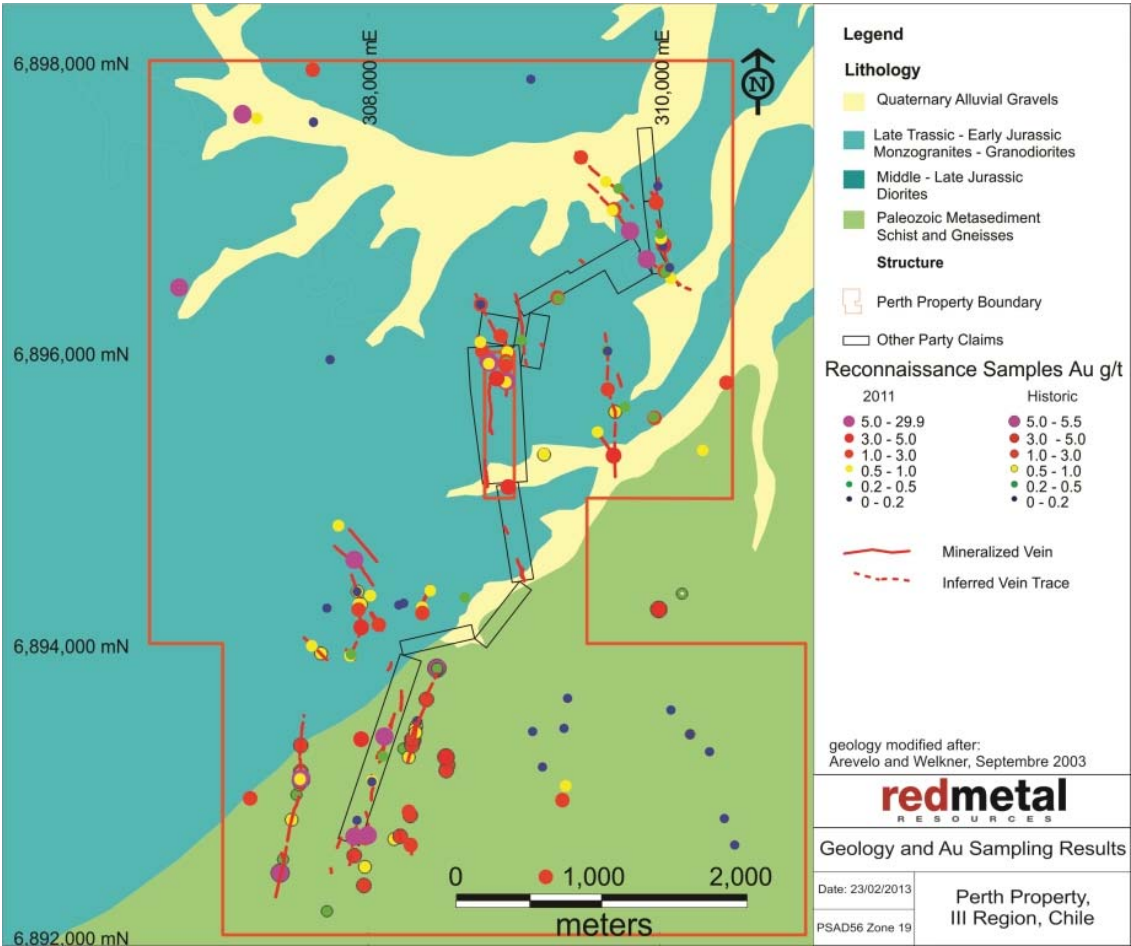 6,898,000 mN
308,000 mE
310,000 mE
N
6,896,000 mN
6,894,000 mN
6,892,000 mN
0
1,000
2,000
meters
Legend
Lithology
Quaternary Alluvial Gravels
Late Trassic - Early Jurassic
Monzogranites - Granodiorites
Middle - Late Jurassic
Diorites
Paleozoic Metasediment
Schist and Gneisses
Structure
Perth Property Boundary
Other Party Claims
Reconnaissance Samples Au g/t
2011 Historic
5.0 - 29.9 5.0 - 5.5
3.0 - 5.0 3.0 - 5.0
1.0 - 3.0 1.0 - 3.0
0.5 - 1.0 0.5 - 1.0
0.2 - 0.5 0.2 - 0.5
0 - 0.2 0 - 0.2
Mineralized Vein
Inferred Vein Trace
geology modified after:
Arevelo and Welkner, Septembre 2003
redmetal
RESOURCES
Geology and Au Sampling Results
Date: 23/02/2013
PSAD56 Zone 19
Perth Property,
III Region, Chile